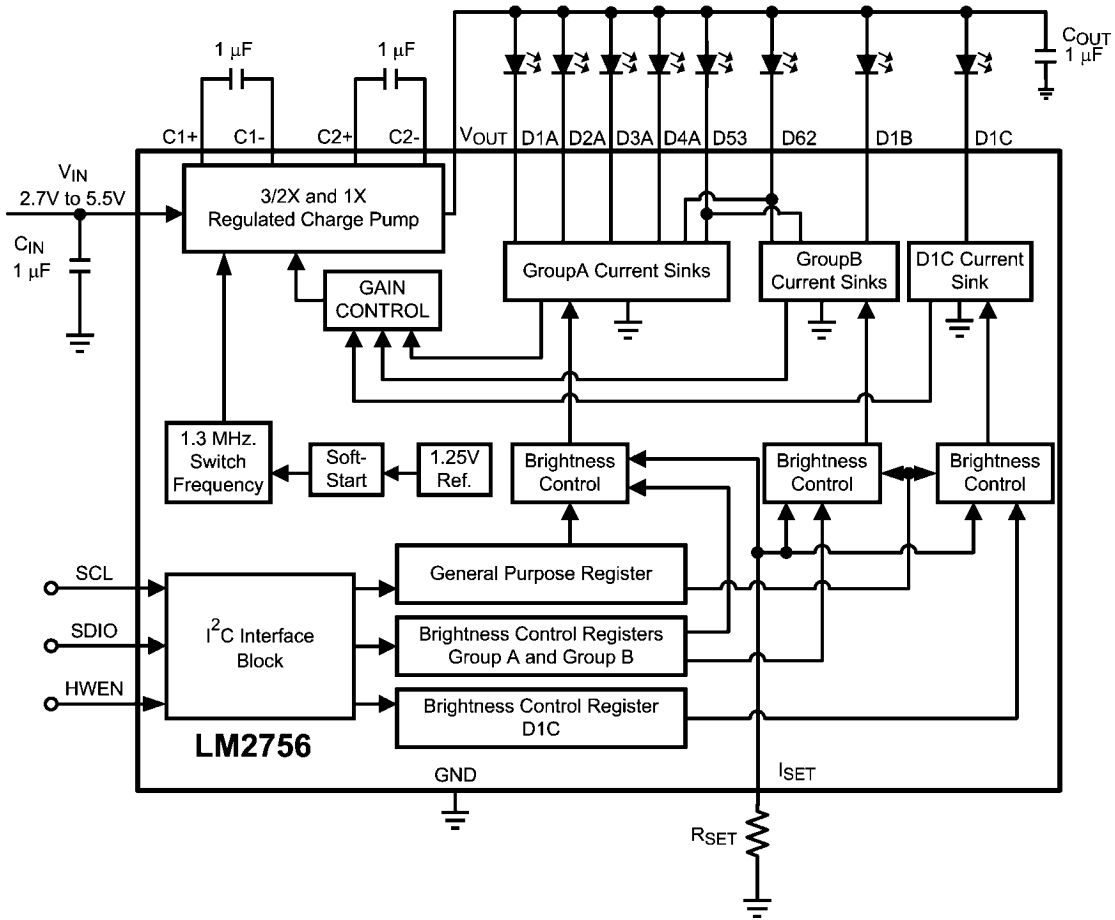 1 µF
1 µF
COUT
1 µF
C1+
C1-
C2+
C2-
VOUT
D1A
D2A
D3A
D4A
D53
D62
D1B
D1C
VIN
2.7V to 5.5V
CIN
1 µF
3/2X and 1X
Regulated Charge Pump
GAIN
CONTROL
GroupA Current Sinks
GroupB
Current Sinks
D1C Current
Sink
1.3 MHz.
Switch
Frequency
Soft-
Start
1.25V
Ref.
Brightness
Control
Brightness
Control
Brightness
Control
SCL
SDIO
HWEN
I²C Interface
Block
General Purpose Register
Brightness Control Registers
Group A and Group B
Brightness Control Register
D1C
LM2756
GND
ISET
RSET